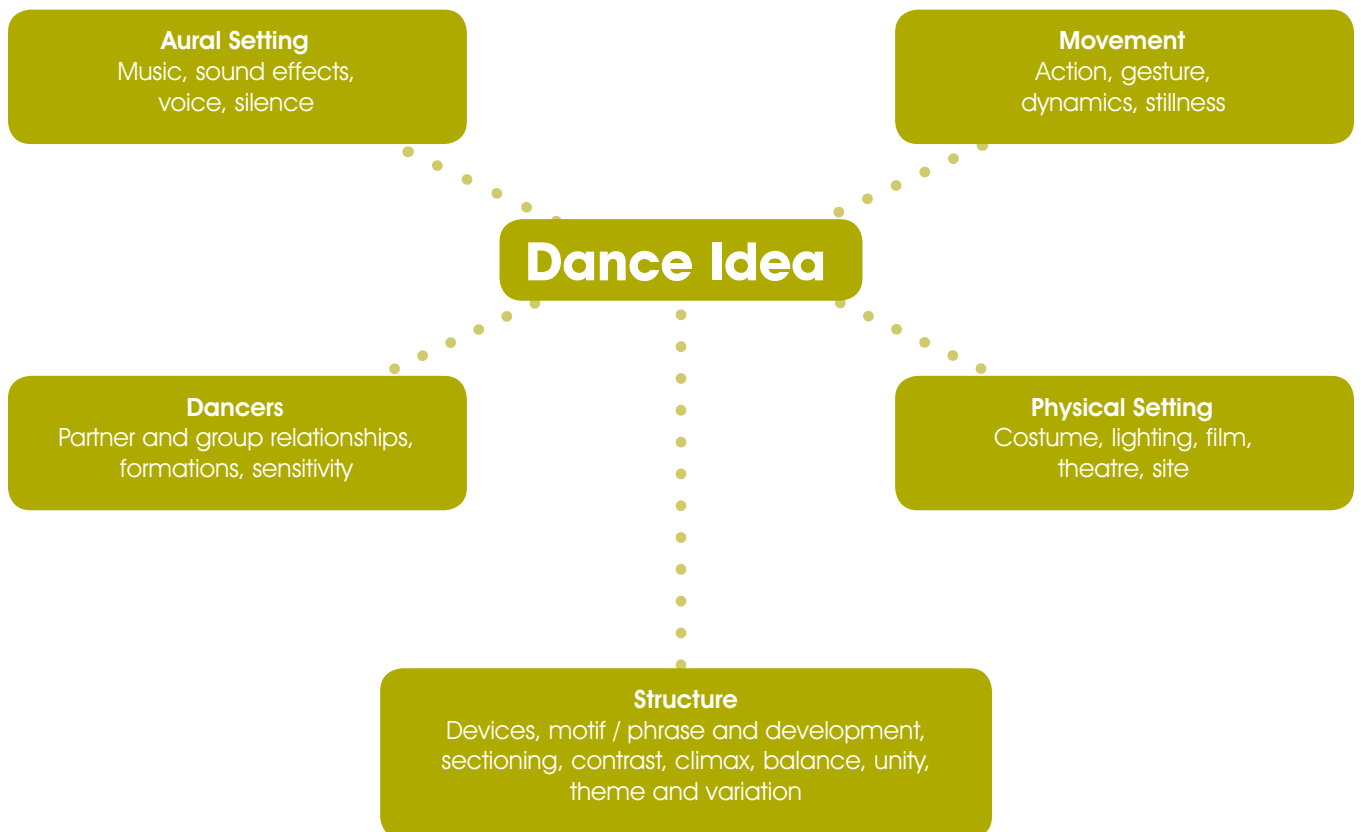 Aural Setting
Music, sound effects,
voice, silence
Movement
Action, gesture,
dynamics, stillness
Dance Idea
Dancers
Partner and group relationships,
formations, sensitivity
Physical Setting
Costume, lighting, film,
theatre, site
Structure
Devices, motif / phrase and development,
sectioning, contrast, climax, balance, unity,
theme and variation